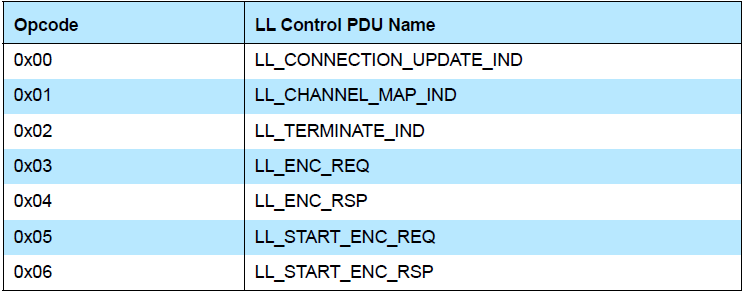 Opcode LL Control PDU Name
0x00 LL_CONNECTION_UPDATE_IND
0x01 LL_CHANNEL_MAP_IND
0x02 LL_TERMINATE_IND
0x03 LL_ENC_REQ
0x04 LL_ENC_RSP
0x05 LL_START_ENC_REQ
0x06 LL_START_ENC_RSP